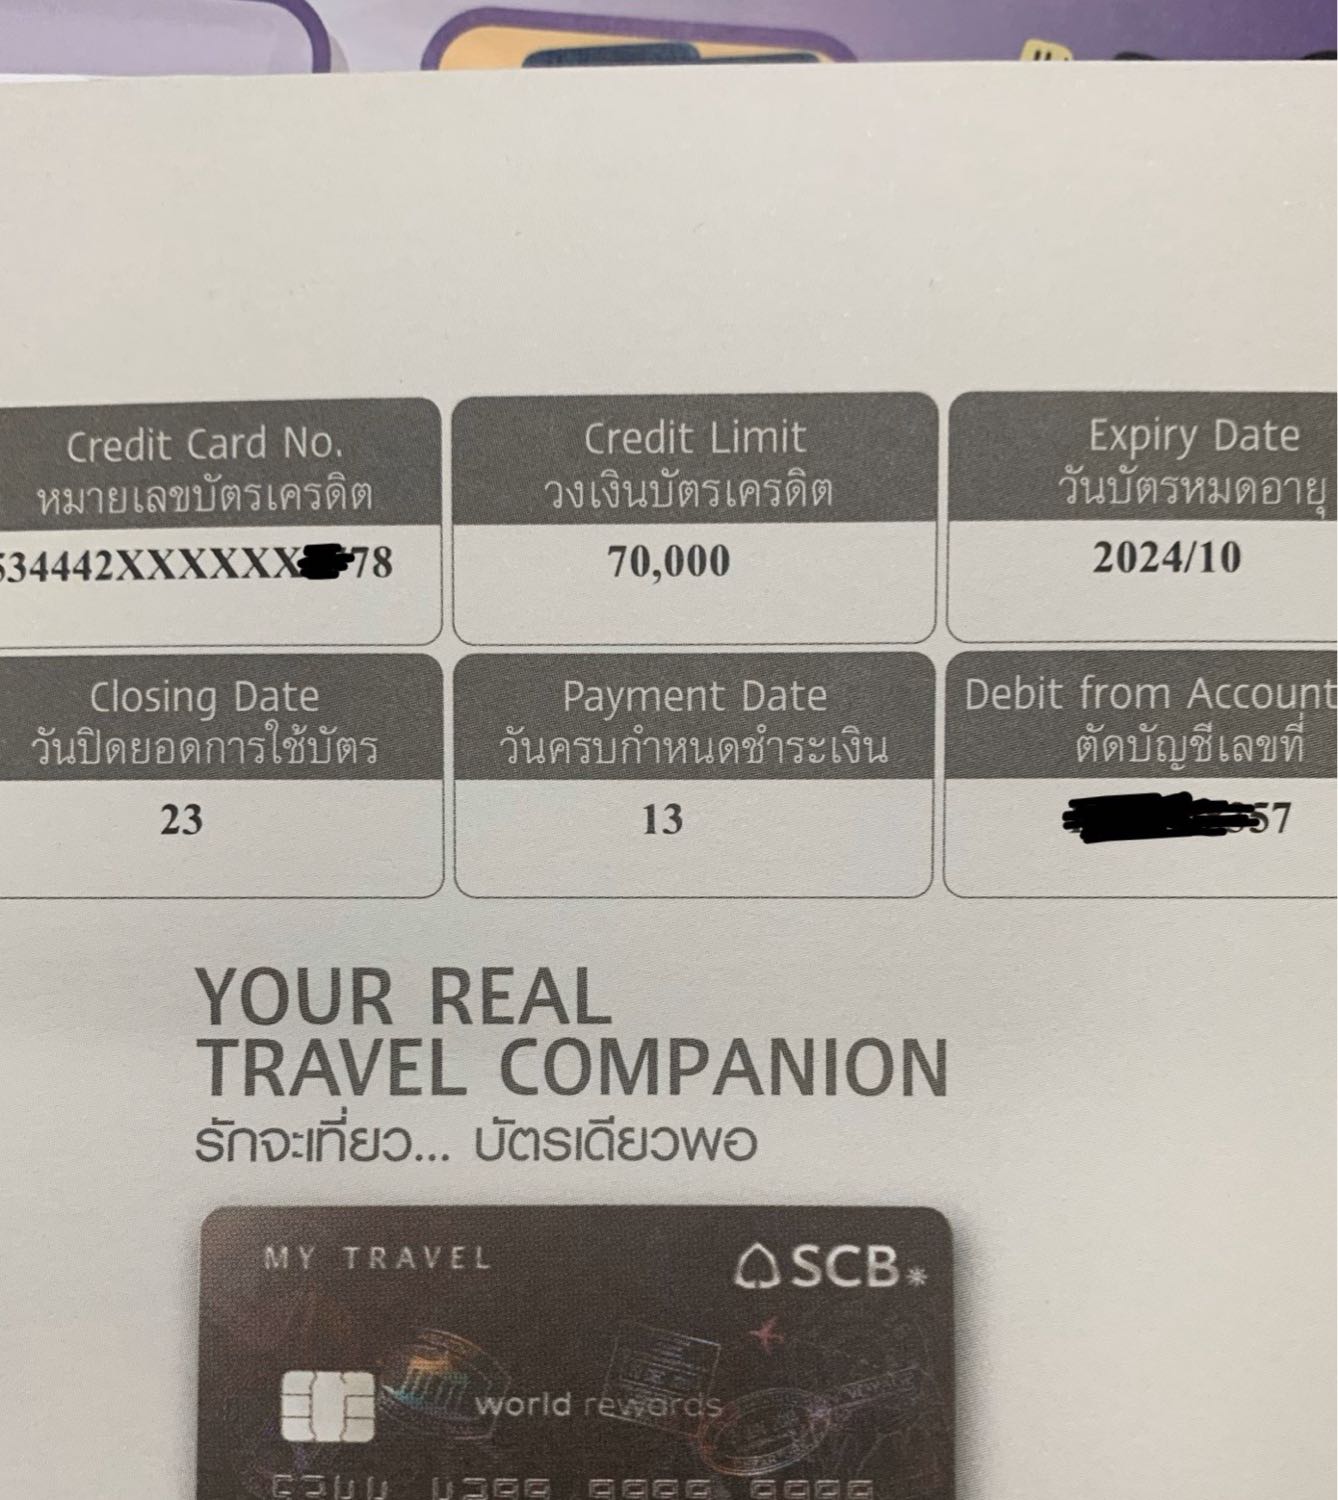 Credit Card No.
หมายเลขบัตรเครดิต
534442XXXXXX 78
Credit Limit
วงเงินบัตรเครดิต
70,000
Expiry Date
วันบัตรหมดอายุ
2024/10
Closing Date
วันปิดยอดการใช้บัตร
23
Payment Date
วันครบกำหนดชำระเงิน
13
Debit from Account
ตัดบัญชีเลขที่
57
YOUR REAL
TRAVEL COMPANION
รักจะเที่ยว... บัตรเดียวพอ
MY TRAVEL
SCB
world rewards